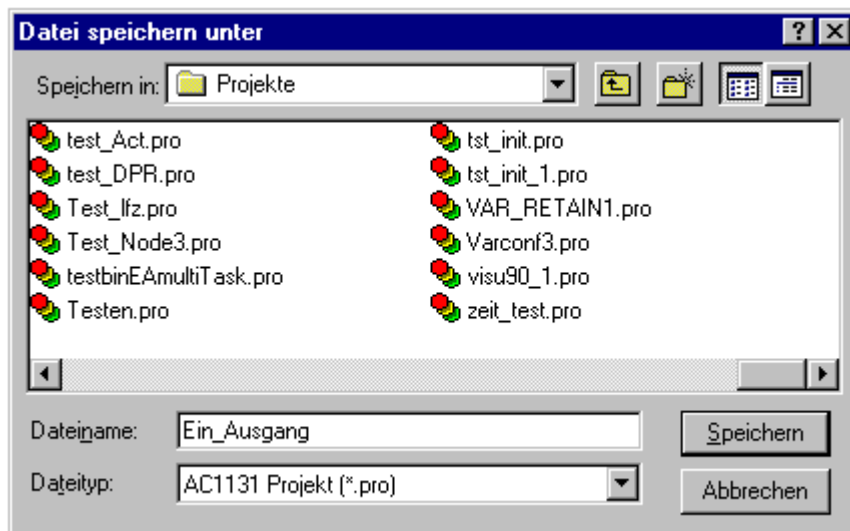 Datei speichern unter
Speichern in: Projekte
test_Act.pro
test_DPR.pro
Test_lfz.pro
Test_Node3.pro
testbinEAmultiTask.pro
Testen.pro
tst_init.pro
tst_init_1.pro
VAR_RETAIN1.pro
Varconf3.pro
visu90_1.pro
zeit_test.pro
Dateiname: Ein_Ausgang
Speichern
Dateityp: AC1131 Projekt (*.pro)
Abbrechen